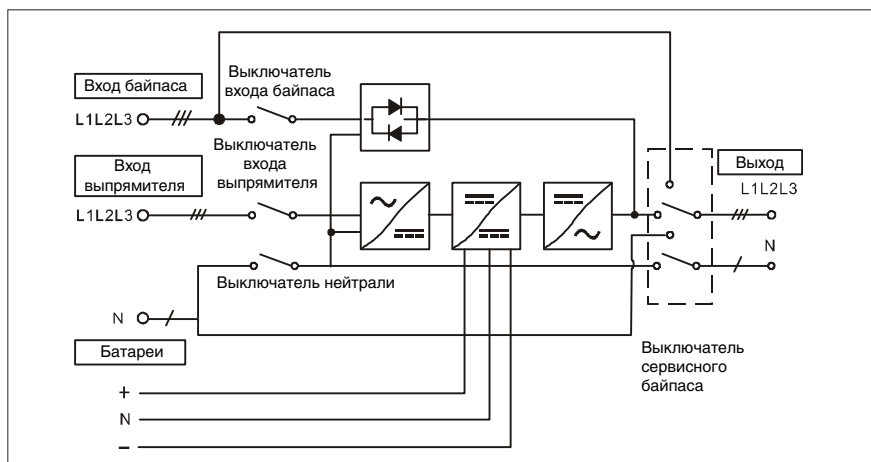 Вход байпаса
Выключатель
входа байпаса
L1L2L3
Вход
выпрямителя
Выключатель
входа
выпрямителя
Выход
L1L2L3
L1L2L3
N
Выключатель нейтрали
N
Батареи
Выключатель
сервисного
байпаса
+
N
−